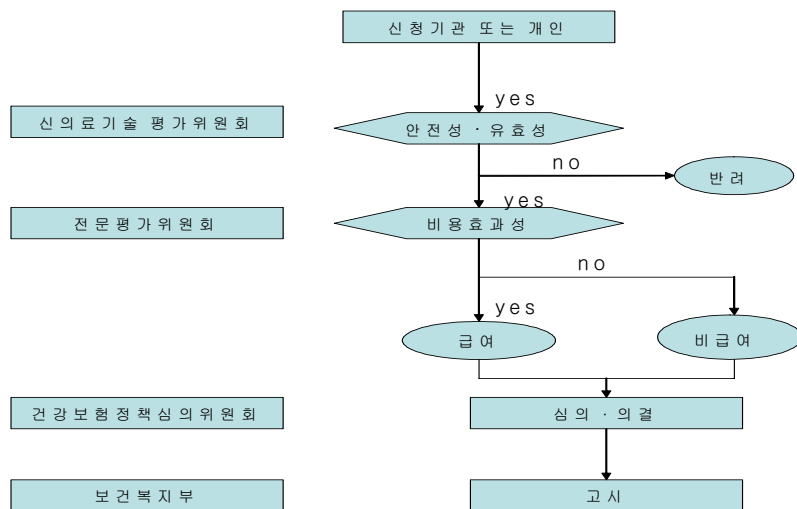 신청기관 또는 개인
yes
신의료기술 평가위원회
안전성 · 유효성
no
반려
yes
전문평가위원회
비용효과성
no
yes
급여
비급여
건강보험정책심의위원회
심의 · 의결
보건복지부
고시